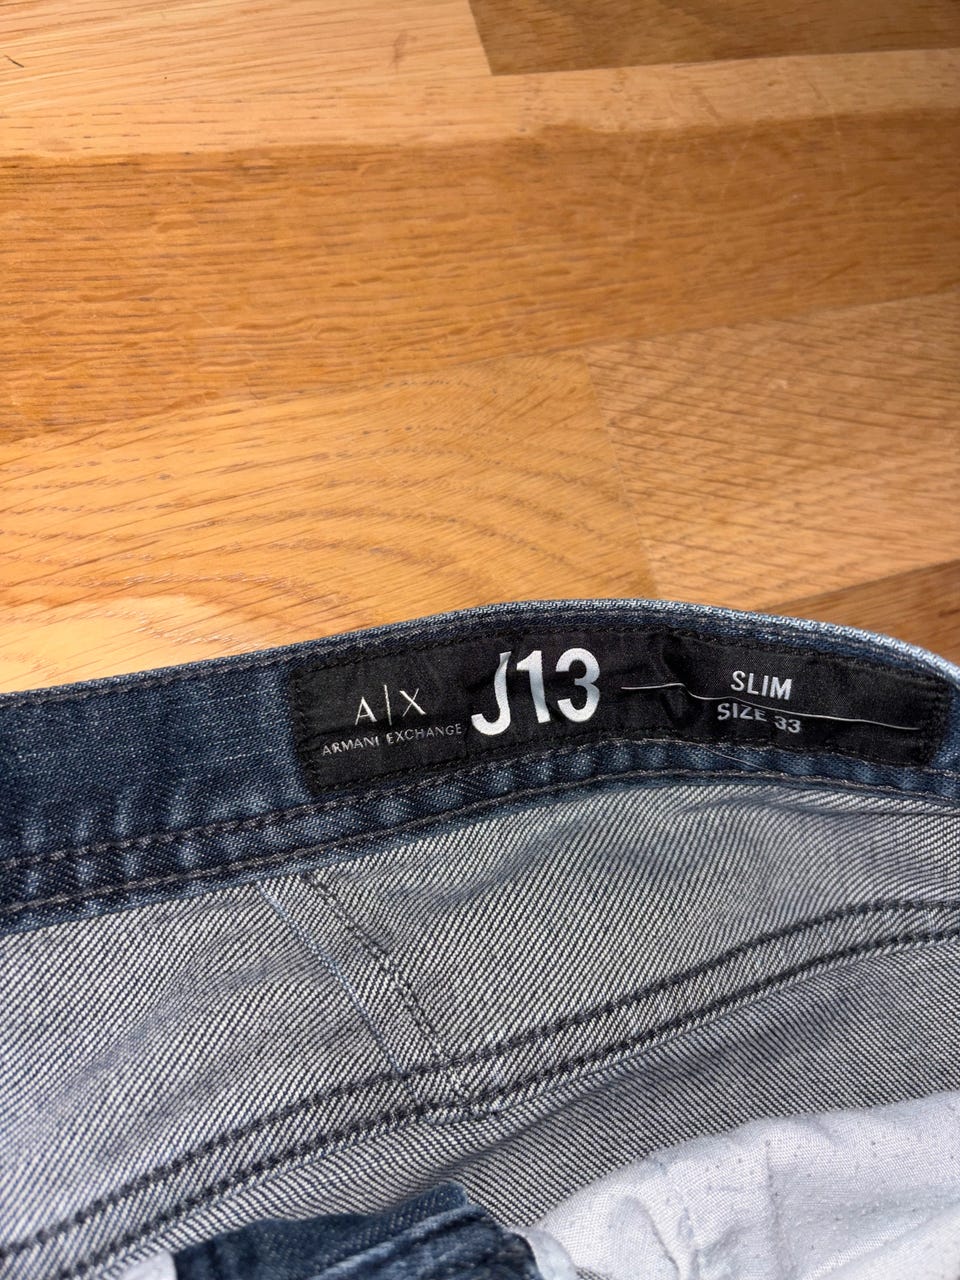 A|X
ARMANI EXCHANGE
J13
SLIM
SIZE 33